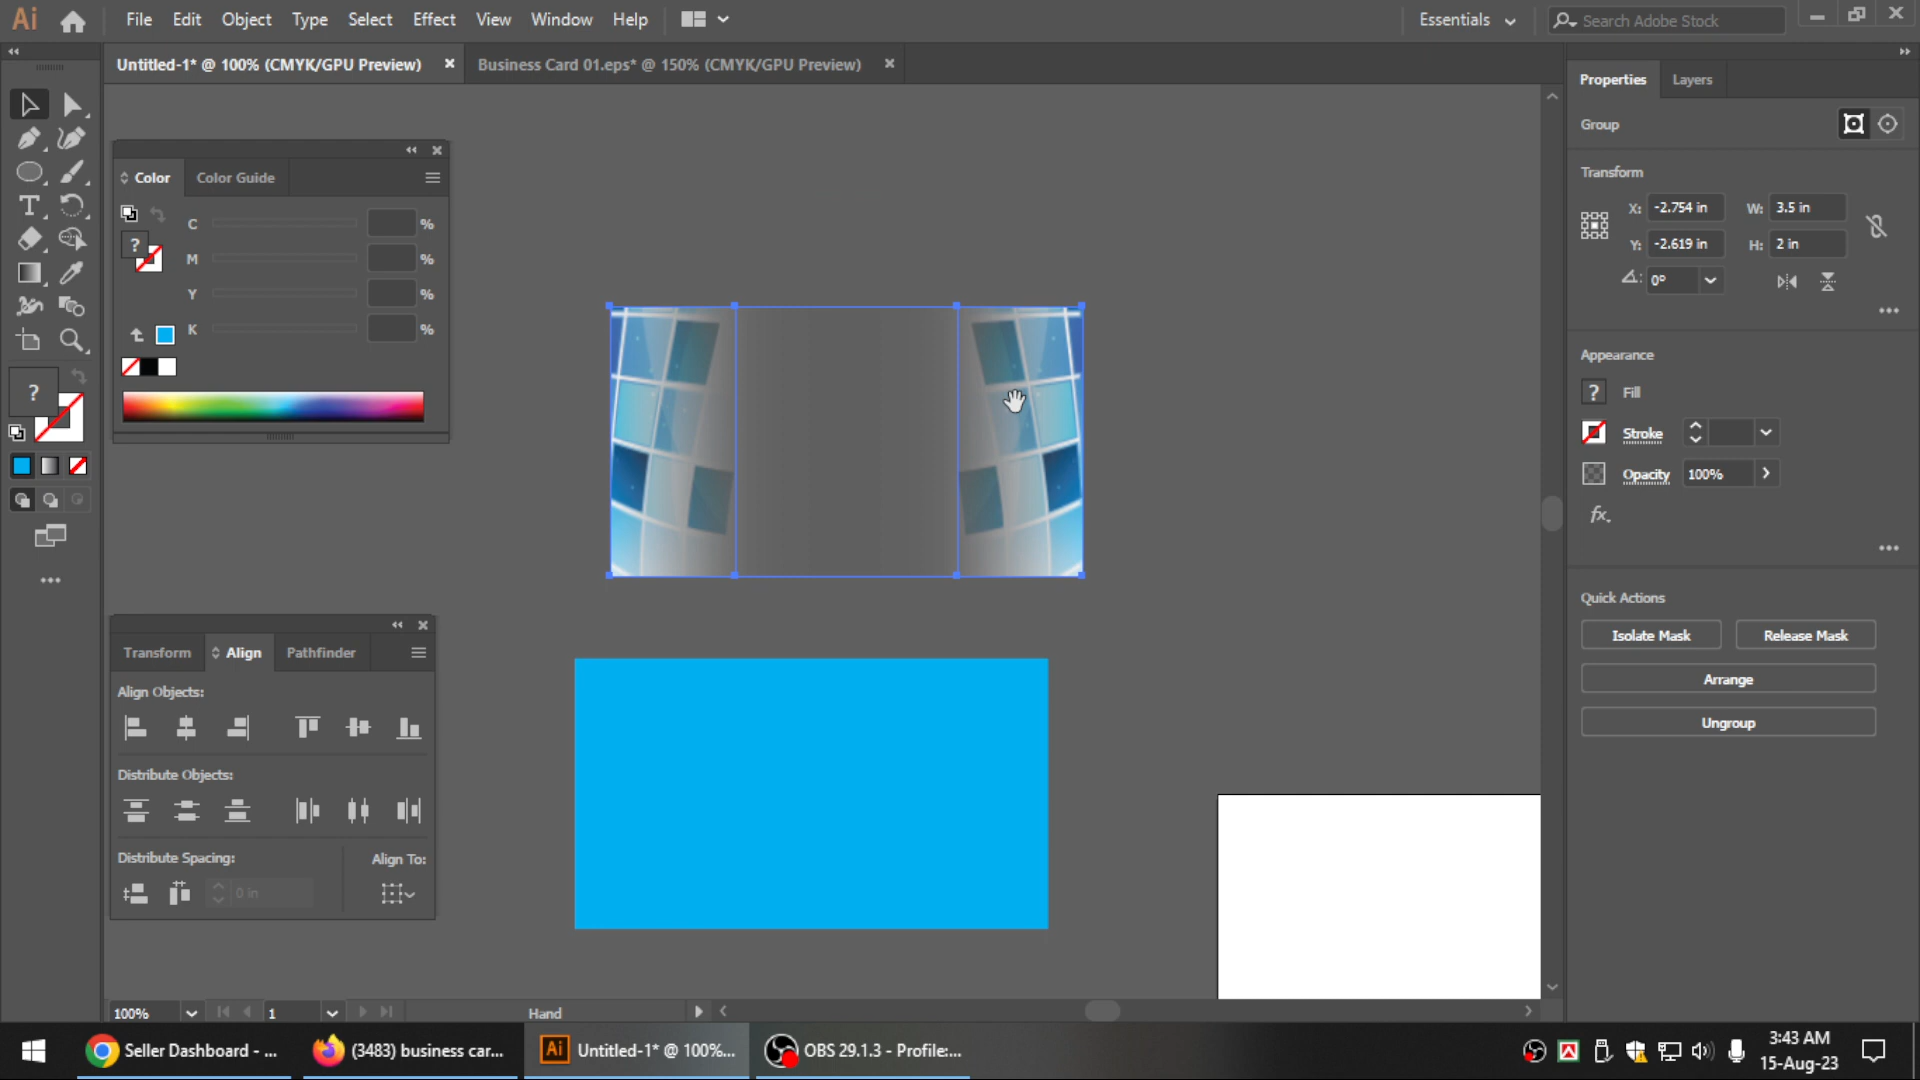 Ai File Edit Object Type Select Effect View Window Help Essentials Search Adobe Stock
Untitled-1* @ 100% (CMYK/GPU Preview) Business Card 01.eps* @ 150% (CMYK/GPU Preview)
Properties Layers
Group
Color Color Guide
C %
M %
Y %
K %
?
?
Transform Align Pathfinder
Align Objects:
Distribute Objects:
Distribute Spacing: Align To:
0 in
Transform
X: -2.754 in W: 3.5 in
Y: -2.619 in H: 2 in
0°
Appearance
? Fill
Stroke
Opacity 100%
fx.
Quick Actions
Isolate Mask Release Mask
Arrange
Ungroup
100% 1 Hand
Seller Dashboard - ... (3483) business car... Ai Untitled-1* @ 100%... OBS 29.1.3 - Profile:...
3:43 AM
15-Aug-23